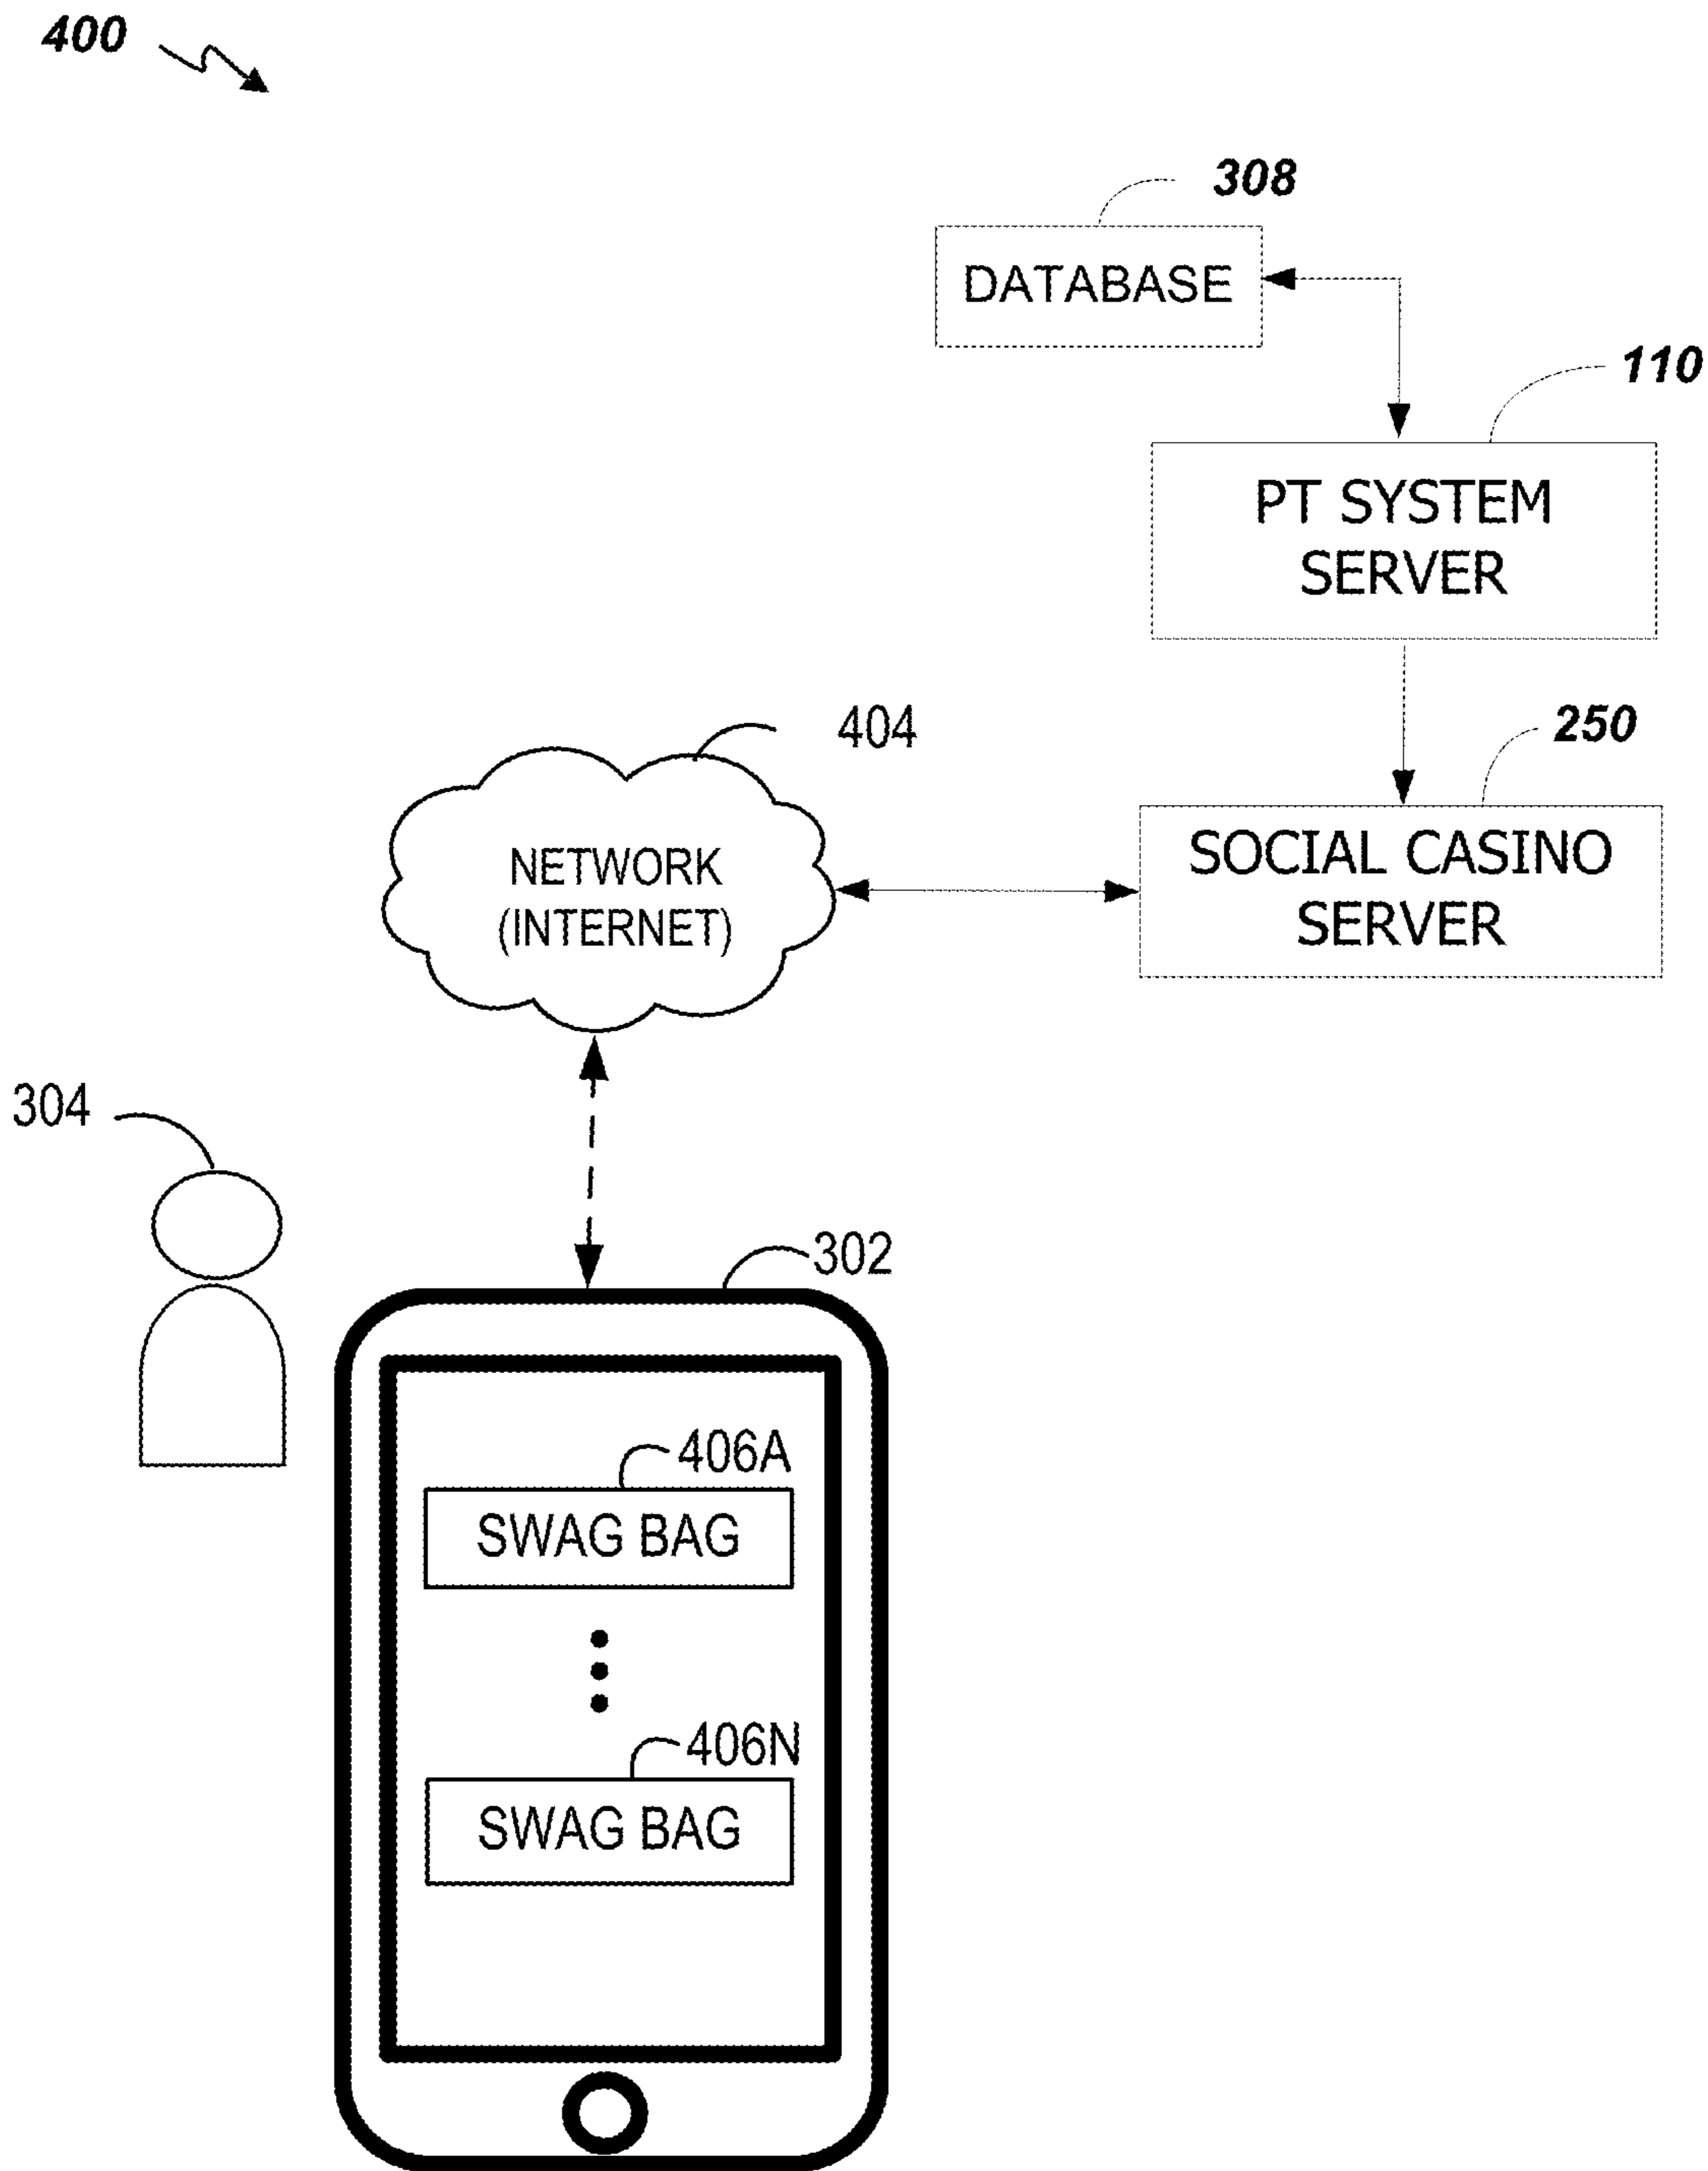 400
308
DATABASE
110
PT SYSTEM
SERVER
404
250
NETWORK
(INTERNET)
SOCIAL CASINO
SERVER
304
302
406A
SWAG BAG
406N
SWAG BAG